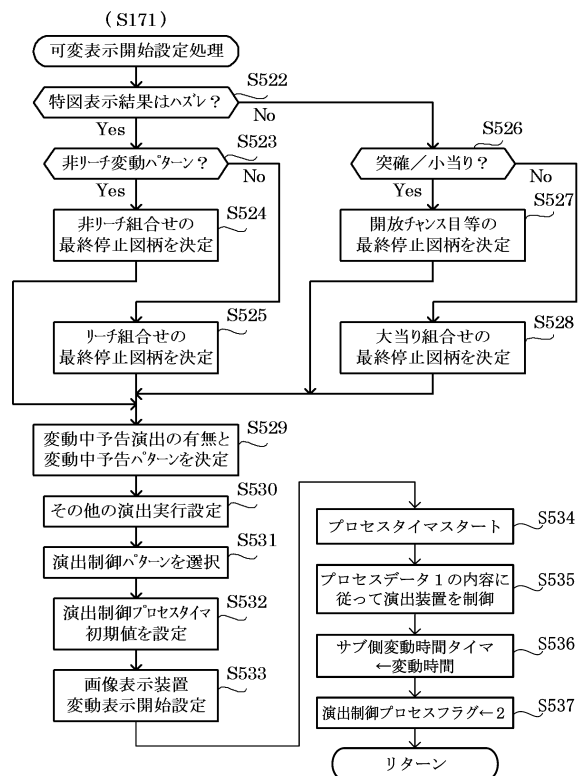 (S171)
可変表示開始設定処理
S522
特図表示結果はハズレ？
No
Yes
S523
非リーチ変動パターン？
No
Yes
S524
非リーチ組合せの
最終停止図柄を決定
S525
リーチ組合せの
最終停止図柄を決定
S526
突確／小当り？
No
Yes
S527
開放チャンス目等の
最終停止図柄を決定
S528
大当り組合せの
最終停止図柄を決定
S529
変動中予告演出の有無と
変動中予告パターンを決定
S530
その他の演出実行設定
S531
演出制御パターンを選択
S532
演出制御プロセスタイマ
初期値を設定
S533
画像表示装置
変動表示開始設定
S534
プロセスタイマスタート
S535
プロセスデータ１の内容に
従って演出装置を制御
S536
サブ側変動時間タイマ
←変動時間
S537
演出制御プロセスフラグ←２
リターン